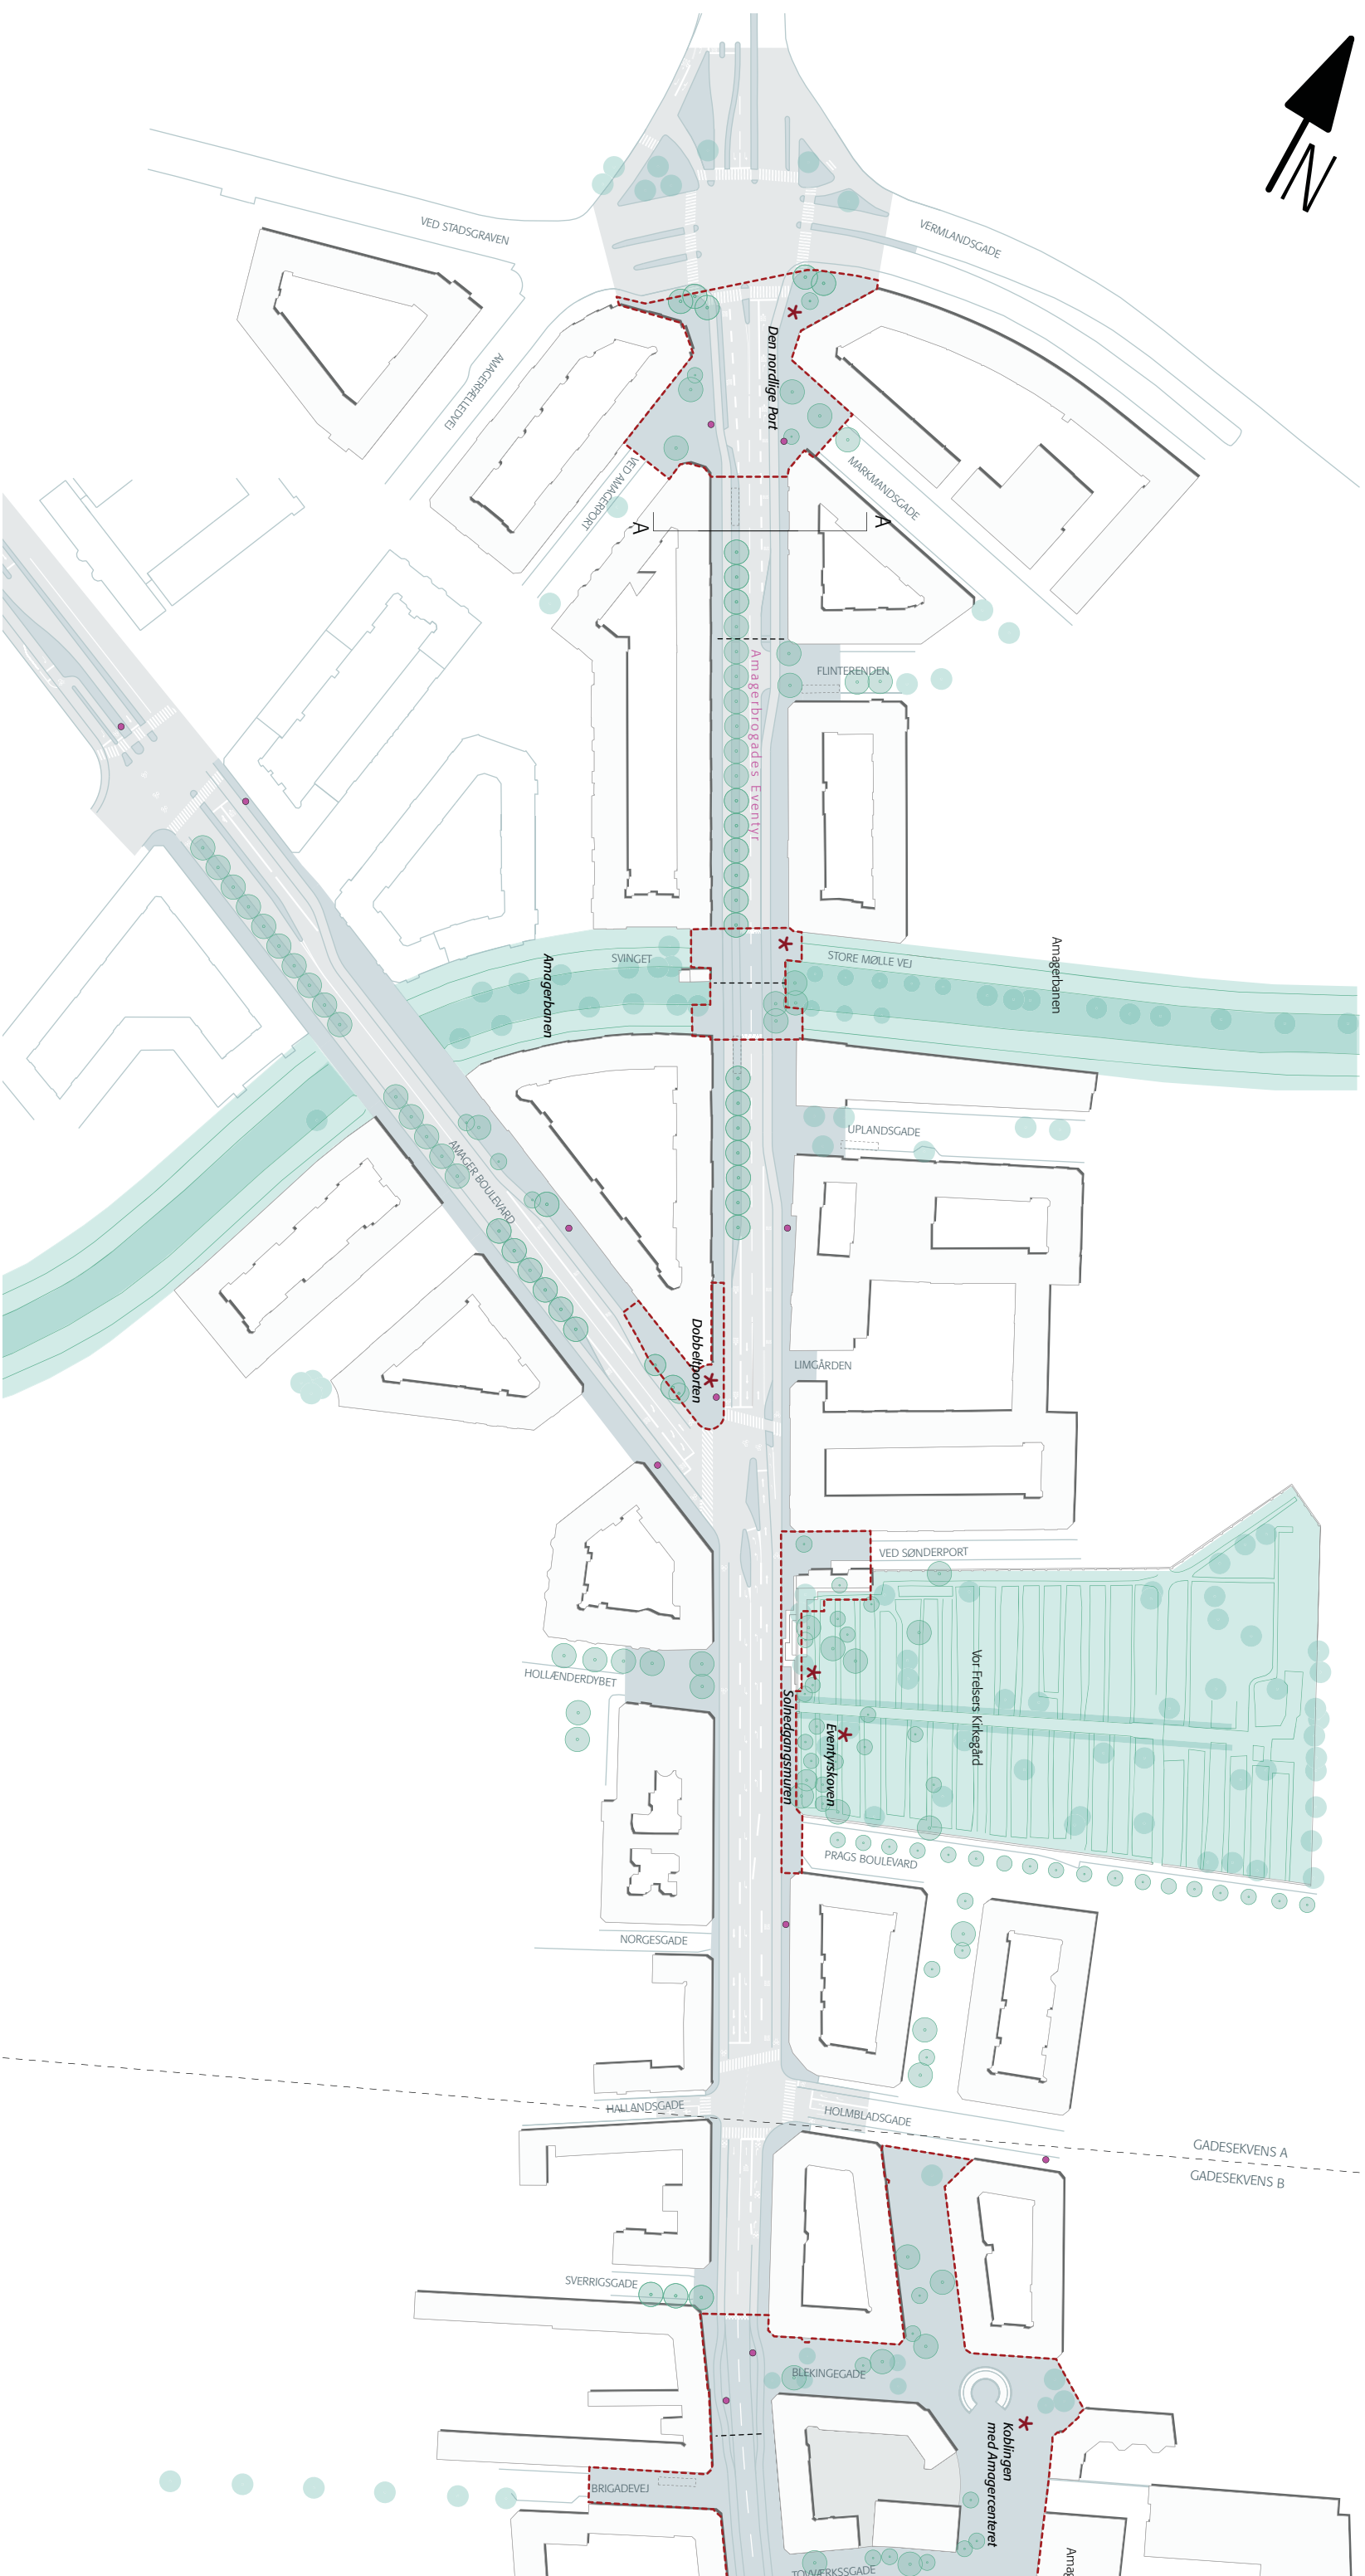 N
VED STADSGRAVEN
VERMLANDSGADE
AMAGERFÆLLEDVEJ
Den nordlige Port
VED AMAGERPORT
MARKMANDSGADE
A
A
FLINTERENDEN
Amagerbrogades Eventyr
SVINGET
STORE MØLLE VEJ
Amagerbanen
Amagerbanen
UPLANDSGADE
AMAGER BOULEVARD
Dobbeltporten
LIMGÅRDEN
VED SØNDERPORT
HOLLÆNDERDYBET
Vor Frelsers Kirkegård
Solnedgangsmuren
Eventyrskoven
PRAGS BOULEVARD
NORGESGADE
HALLANDSGADE
HOLMBLADSGADE
GADESEKVENS A
GADESEKVENS B
SVERRIGSGADE
BLEKINGEGADE
Koblingen
med Amagercenteret
BRIGADEVEJ